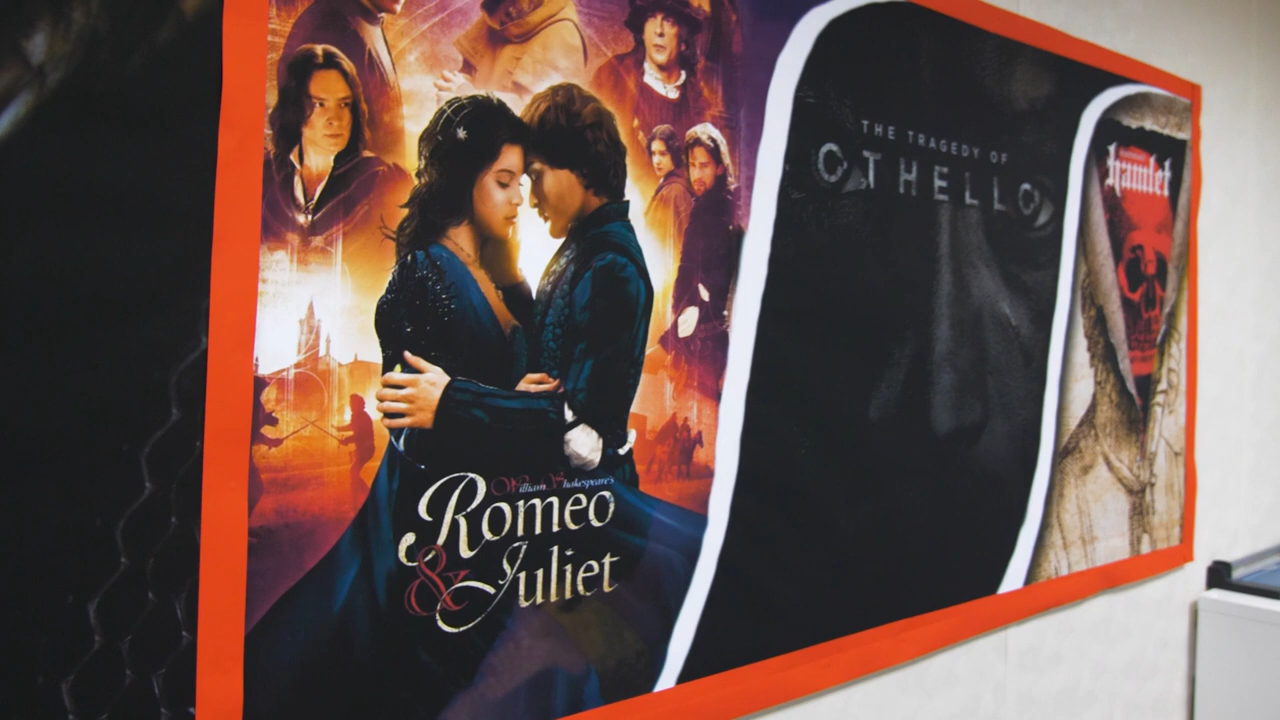 William Shakespeare's
Romeo
& Juliet
THE TRAGEDY OF
OTHELLO
hamlet